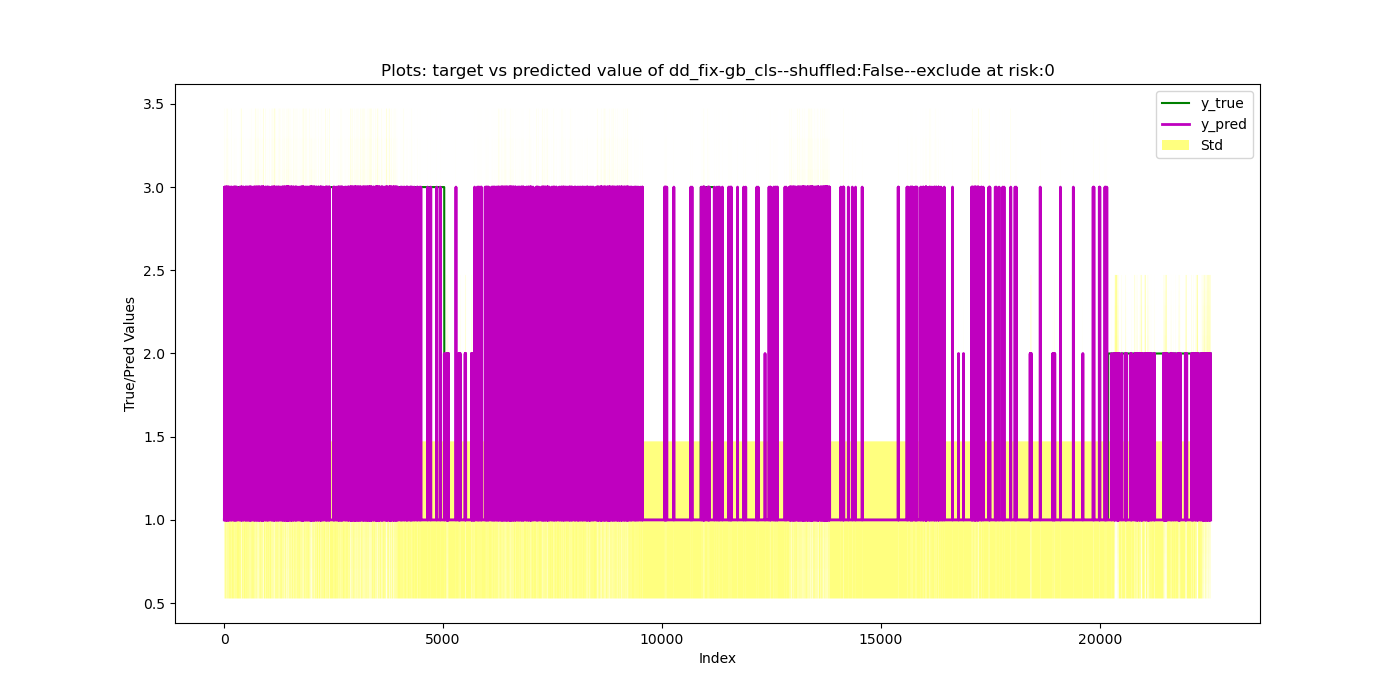 Plots: target vs predicted value of dd_fix-gb_cls--shuffled:False--exclude at risk:0
y_true
y_pred
Std
True/Pred Values
3.5
3.0
2.5
2.0
1.5
1.0
0.5
0
5000
10000
15000
20000
Index